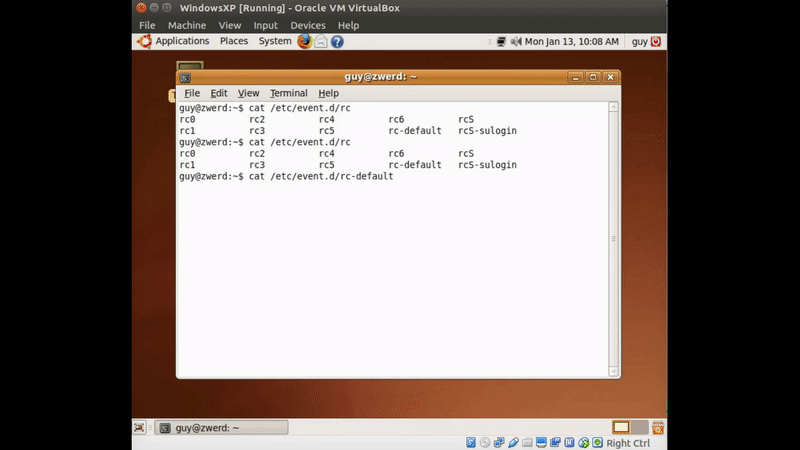 WindowsXP [Running] - Oracle VM VirtualBox
File Machine View Input Devices Help
Applications Places System Mon Jan 13, 10:08 AM guy
guy@zwerd: ~
File Edit View Terminal Help
guy@zwerd:~$ cat /etc/event.d/rc
rc0 rc2 rc4 rc6 rcS
rc1 rc3 rc5 rc-default rcS-sulogin
guy@zwerd:~$ cat /etc/event.d/rc
rc0 rc2 rc4 rc6 rcS
rc1 rc3 rc5 rc-default rcS-sulogin
guy@zwerd:~$ cat /etc/event.d/rc-default
guy@zwerd: ~
Right Ctrl